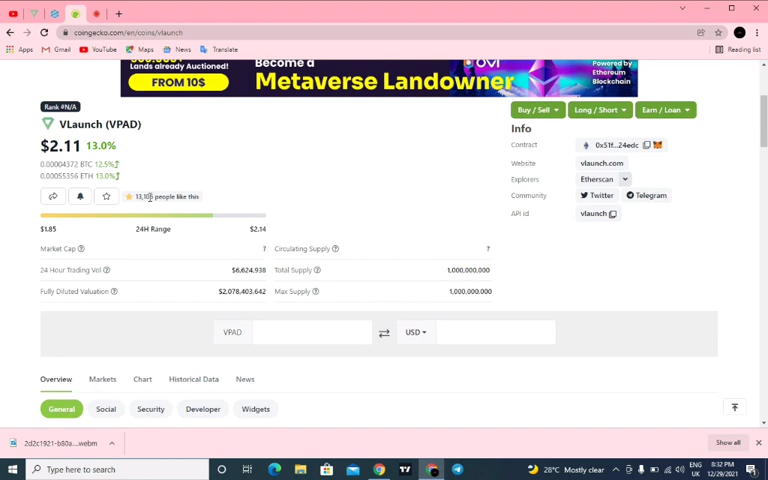 coingecko.com/en/coins/vlaunch
Apps Gmail YouTube Maps News Translate Reading list
Lands already Auctioned!
FROM 10$
Become a
Metaverse Landowner
OVI
Powered by
Ethereum
Blockchain
Rank #N/A
VLaunch (VPAD)
$2.11 13.0%
0.00004372 BTC 12.5%
0.00055356 ETH 13.0%
people like this
$1.85 24H Range $2.14
Market Cap ?
24 Hour Trading Vol $6,624,938
Fully Diluted Valuation $2,078,403,642
Circulating Supply ?
Total Supply 1,000,000,000
Max Supply 1,000,000,000
Buy / Sell Long / Short Earn / Loan
Info
Contract 0x51f...24edc
Website vlaunch.com
Explorers Etherscan
Community Twitter Telegram
API id vlaunch
VPAD USD
Overview Markets Chart Historical Data News
General Social Security Developer Widgets
2d2c1921-b80a....webm Show all
Type here to search
28°C Mostly clear
ENG
UK
8:32 PM
12/29/2021